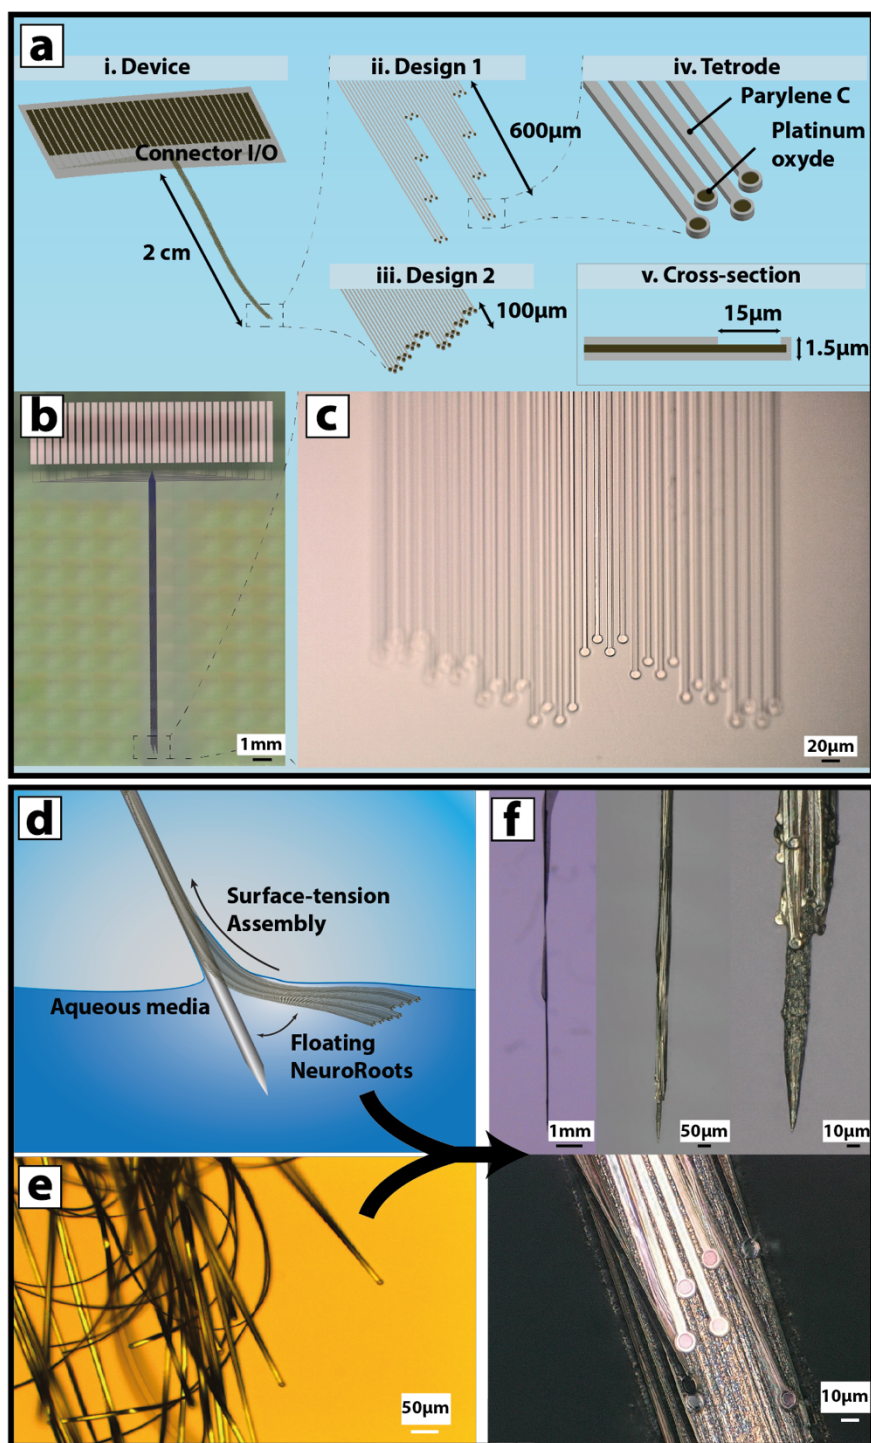 a
i. Device
Connector I/O
2 cm
ii. Design 1
600µm
iii. Design 2
100µm
iv. Tetrode
Parylene C
Platinum
oxyde
v. Cross-section
15µm
1.5µm
b
1mm
c
20µm
d
Surface-tension
Assembly
Aqueous media
Floating
NeuroRoots
e
50µm
f
1mm
50µm
10µm
10µm